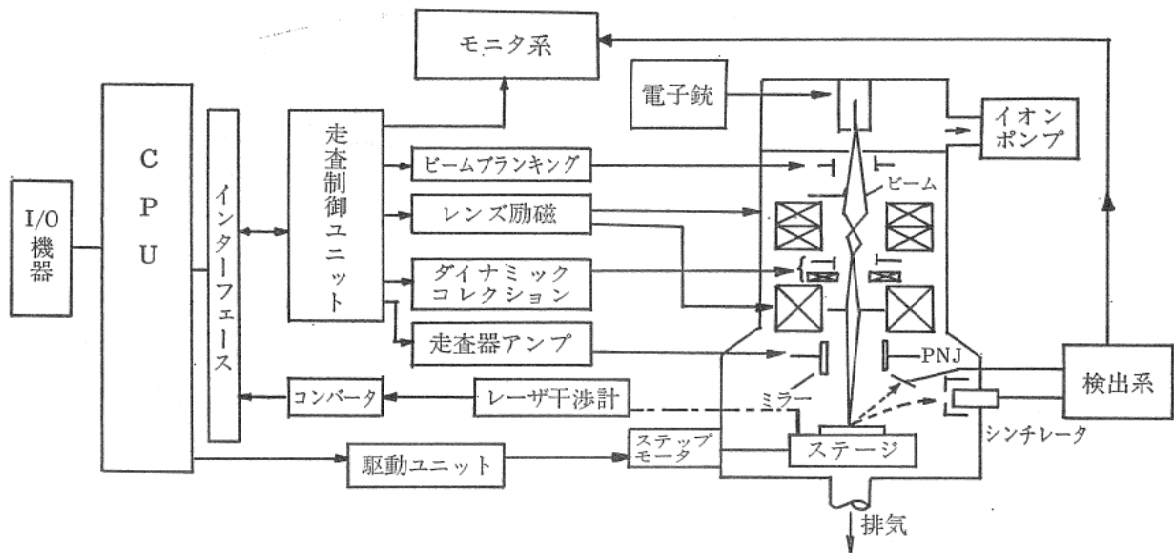 モニタ系
電子銃
イオン
ポンプ
CPU
インターフェース
走査制御ユニット
ビームブランキング
ビーム
I/O
機器
レンズ励磁
ダイナミック
コレクション
走査器アンプ
PNJ
検出系
ミラー
コンバータ
レーザ干渉計
シンチレータ
ステップ
モータ
ステージ
駆動ユニット
排気